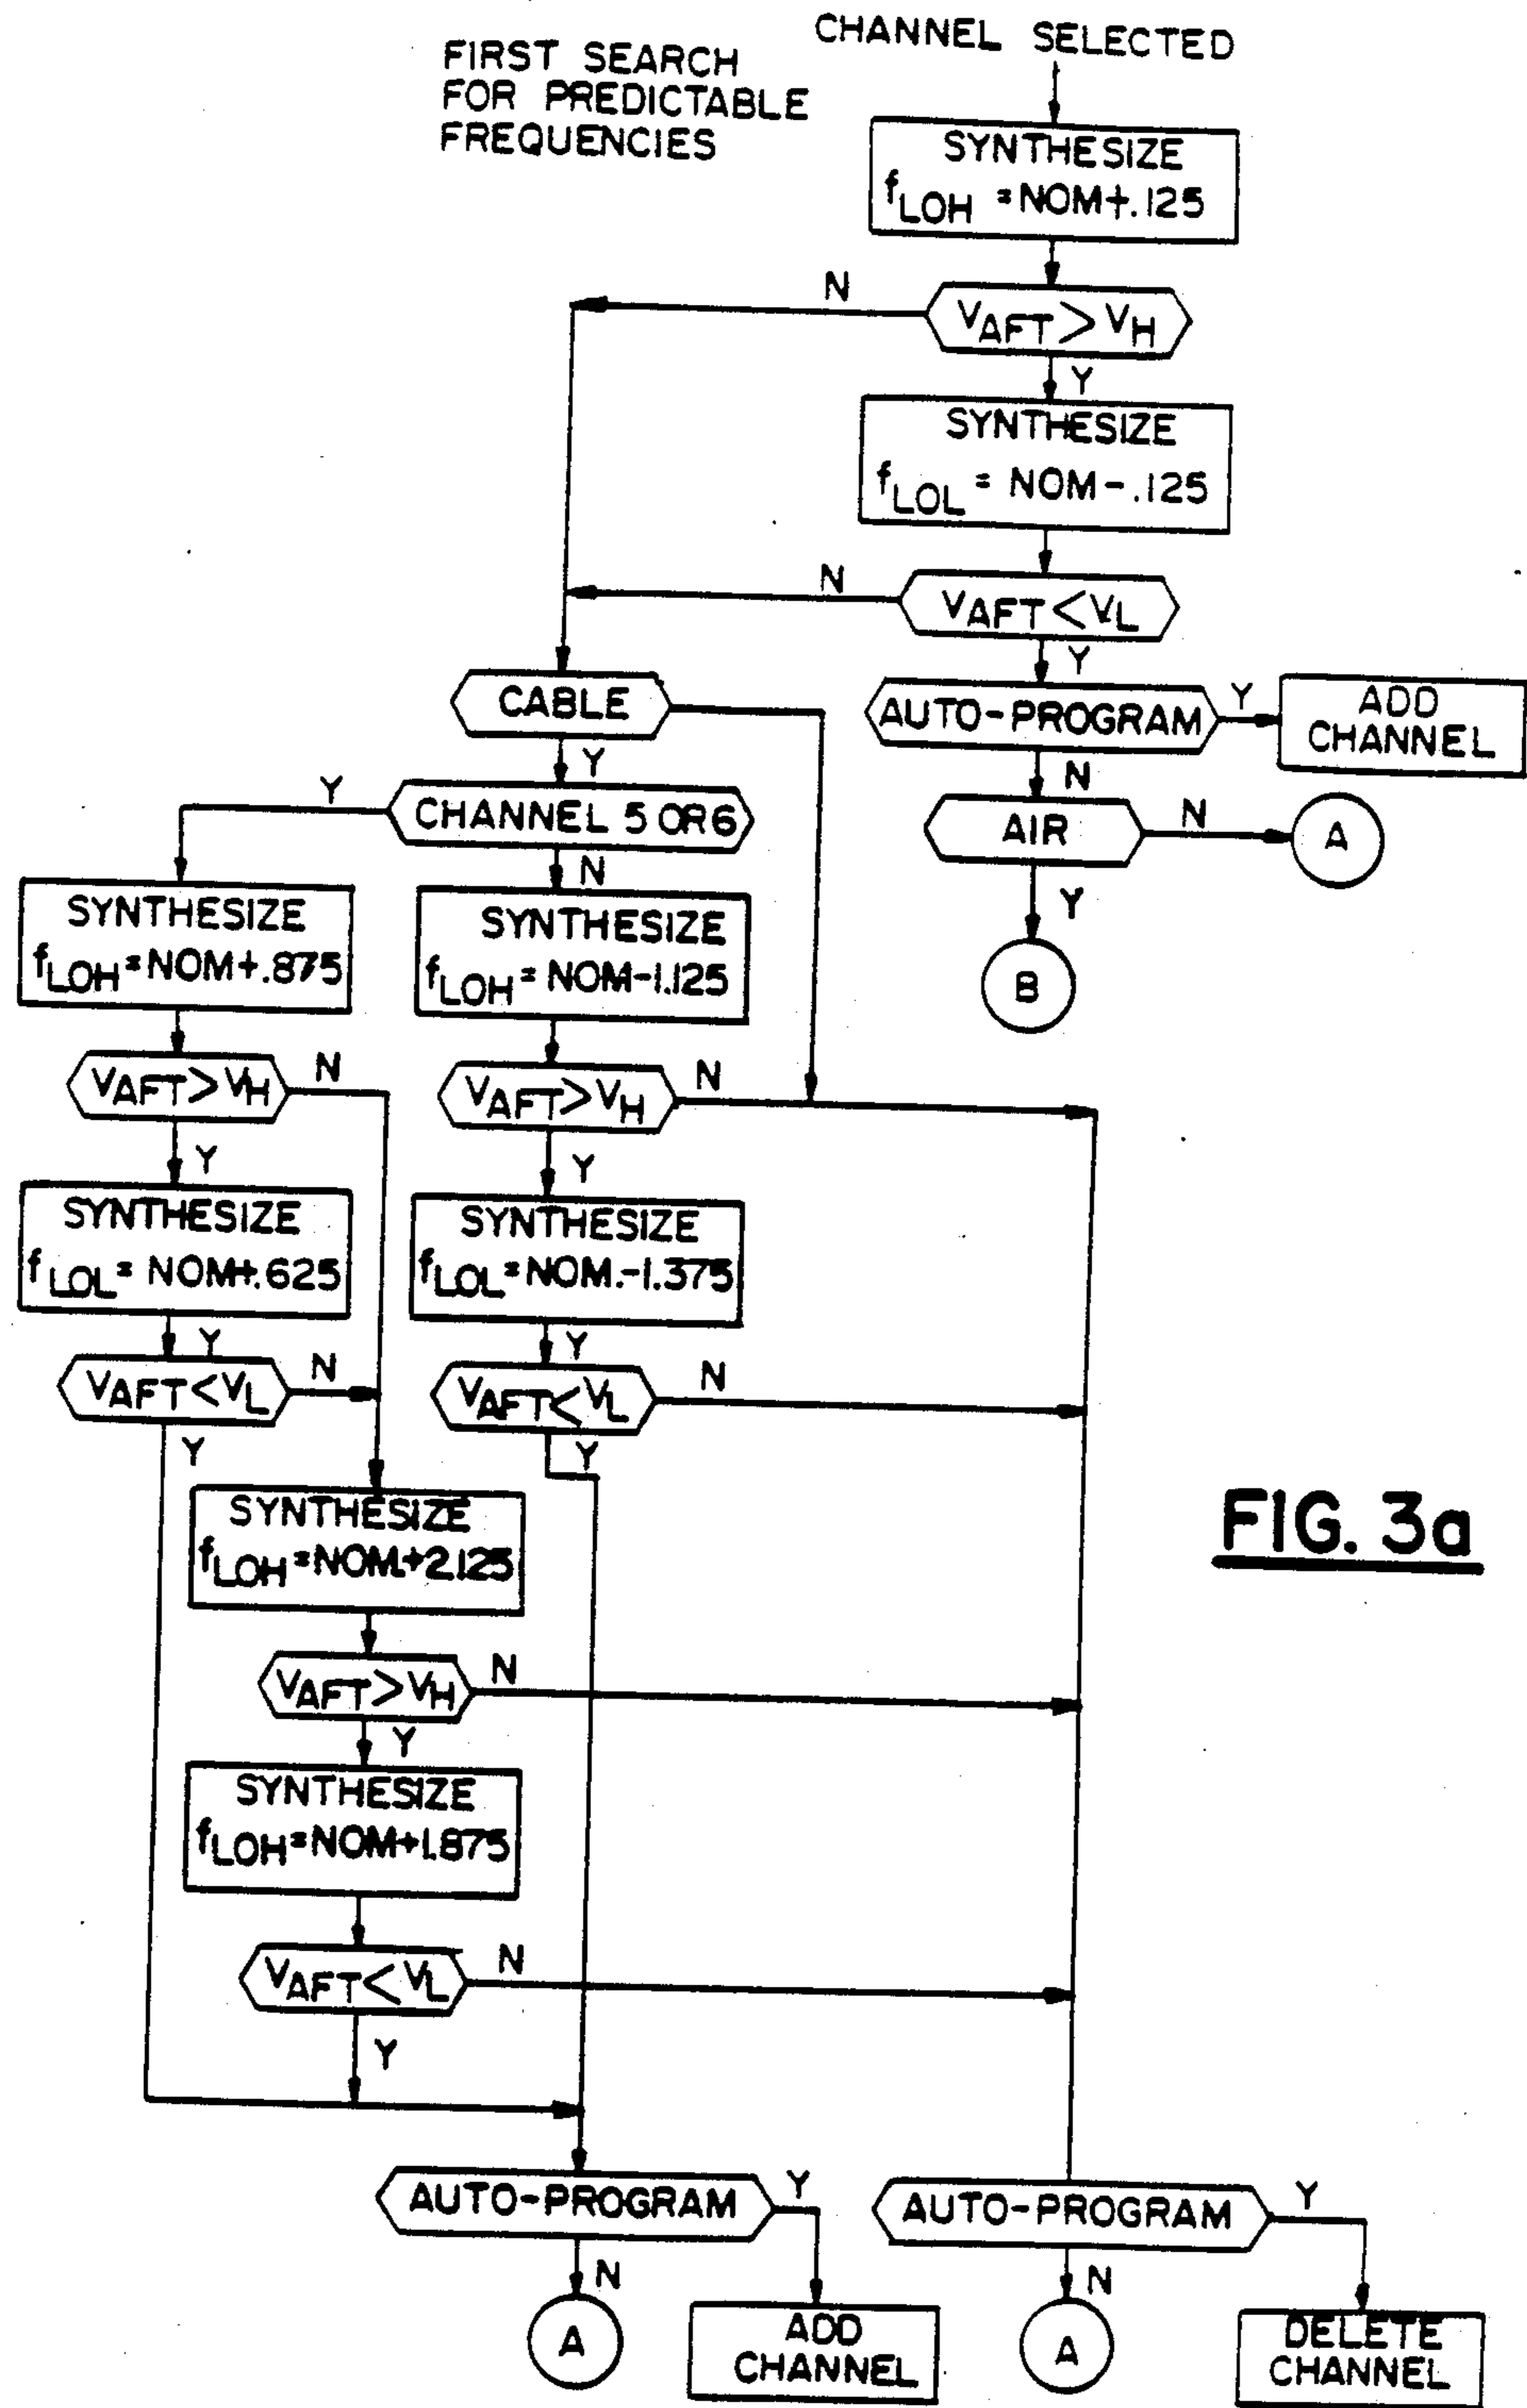 FIRST SEARCH
FOR PREDICTABLE
FREQUENCIES
CHANNEL SELECTED
SYNTHESIZE
fLOH = NOM+.125
VAFT > VH
N
Y
SYNTHESIZE
fLOL = NOM-.125
VAFT < VL
N
Y
CABLE
AUTO-PROGRAM
Y
ADD
CHANNEL
Y
N
Y
CHANNEL 5 OR 6
AIR
N
A
N
Y
B
SYNTHESIZE
fLOH = NOM+.875
SYNTHESIZE
fLOH = NOM-1.125
VAFT > VH
N
VAFT > VH
N
Y
Y
SYNTHESIZE
fLOL = NOM+.625
SYNTHESIZE
fLOL = NOM.-1.375
Y
Y
VAFT < VL
N
VAFT < VL
N
Y
Y
SYNTHESIZE
fLOH = NOM.+2.125
FIG. 3a
VAFT > VH
N
Y
SYNTHESIZE
fLOH = NOM+1.875
VAFT < VL
N
Y
AUTO-PROGRAM
Y
AUTO-PROGRAM
Y
N
N
A
ADD
CHANNEL
A
DELETE
CHANNEL